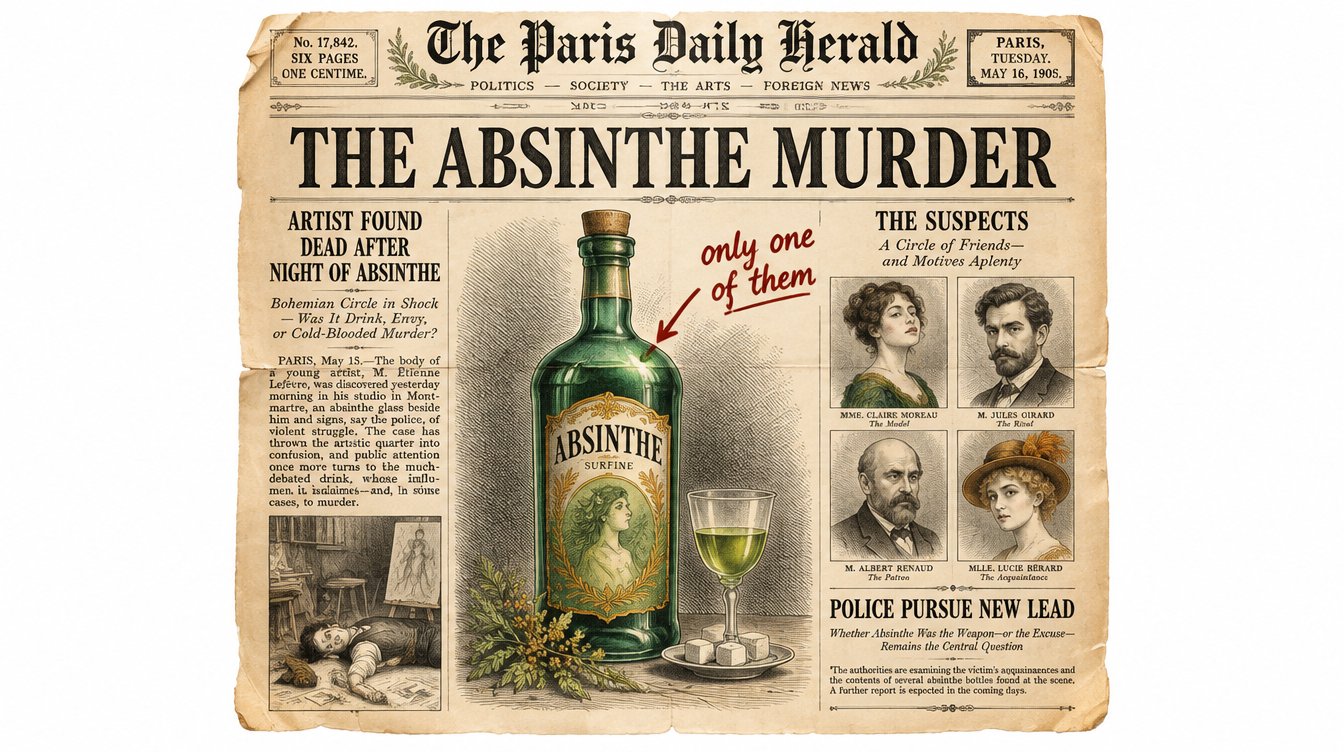 No. 17,842.
SIX PAGES
ONE CENTIME.
The Paris Daily Herald
POLITICS — SOCIETY — THE ARTS — FOREIGN NEWS
PARIS,
TUESDAY.
MAY 16, 1905.
THE ABSINTHE MURDER
ARTIST FOUND
DEAD AFTER
NIGHT OF ABSINTHE
Bohemian Circle in Shock
— Was It Drink, Envy,
or Cold-Blooded Murder?
PARIS, May 15.—The body of
a young artist, M. Étienne
Lefèvre, was discovered yesterday
morning in his studio in Mont-
martre, an absinthe glass beside
him and signs, say the police, of
violent struggle. The case has
thrown the artistic quarter into
confusion, and public attention
once more turns to the much-
debated drink, whose
and, in some
cases, to murder.
only one
of them
ABSINTHE
SURFINE
THE SUSPECTS
A Circle of Friends—
and Motives Aplenty
MME. CLAIRE MOREAU
The Model
M. JULES GIRARD
The Rival
M. ALBERT RENAUD
The Patron
MLLE. LUCIE BÉRARD
The Acquaintance
POLICE PURSUE NEW LEAD
Whether Absinthe Was the Weapon—or the Excuse—
Remains the Central Question
The authorities are examining the victim's acquaintances and
the contents of several absinthe bottles found at the scene.
A further report is expected in the coming days.